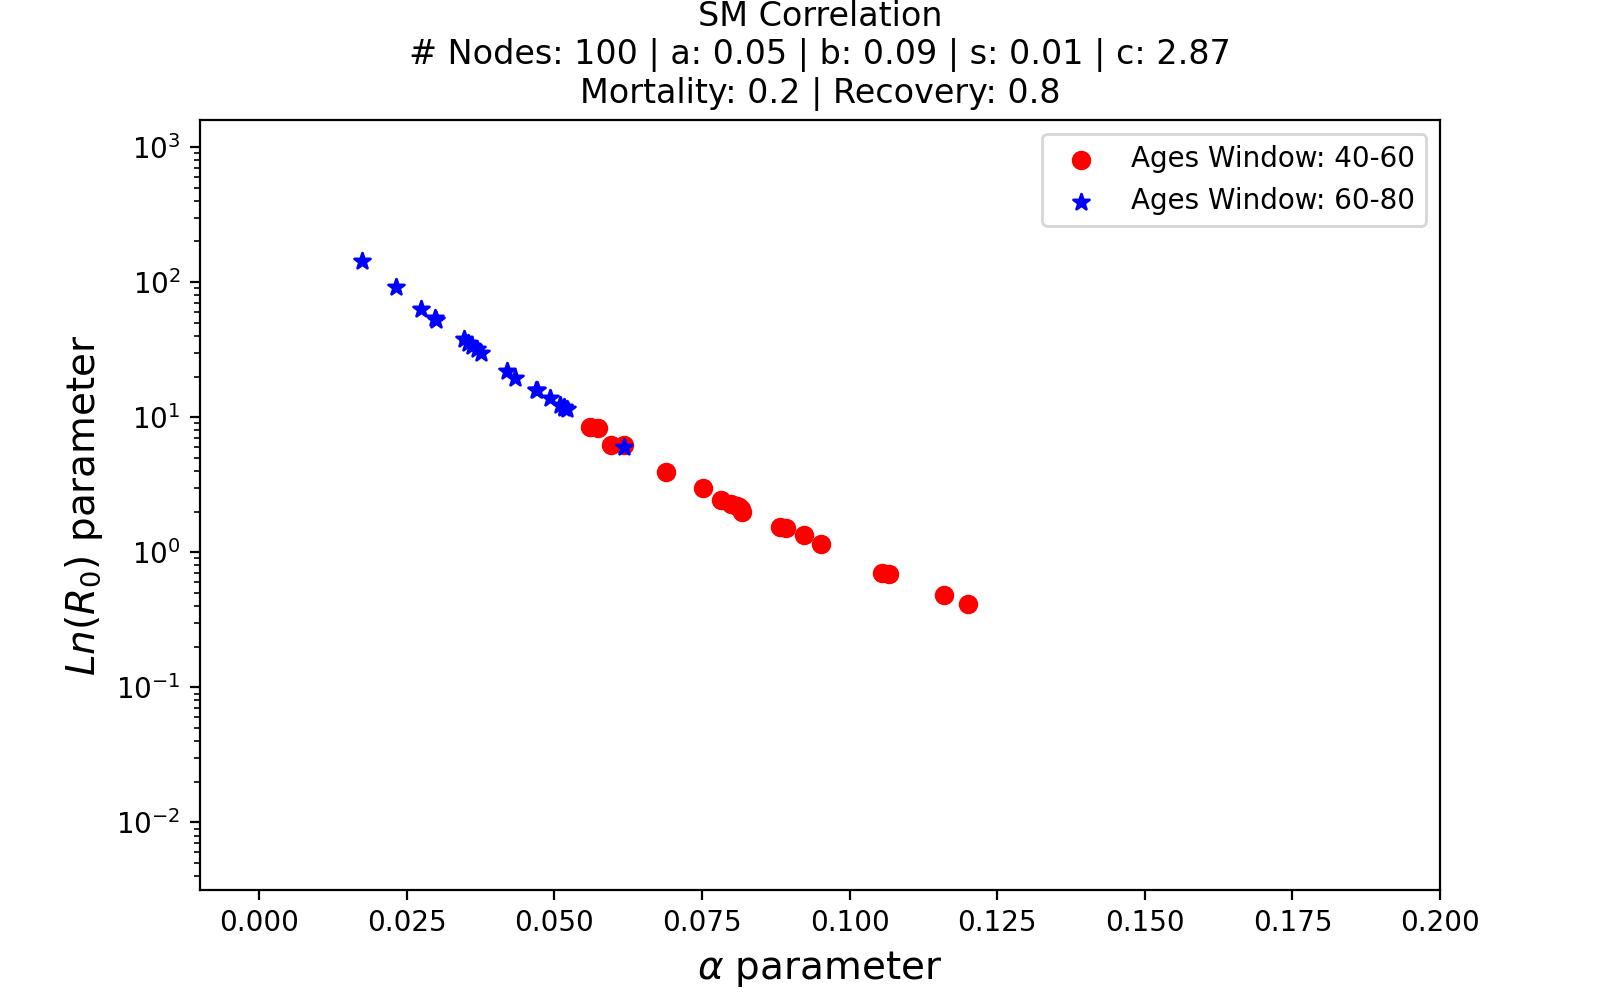 SM Correlation
# Nodes: 100 | a: 0.05 | b: 0.09 | s: 0.01 | c: 2.87
Mortality: 0.2 | Recovery: 0.8
Ages Window: 40-60
Ages Window: 60-80
10³
10²
10¹
10⁰
10⁻¹
10⁻²
Ln(R₀) parameter
0.000 0.025 0.050 0.075 0.100 0.125 0.150 0.175 0.200
α parameter